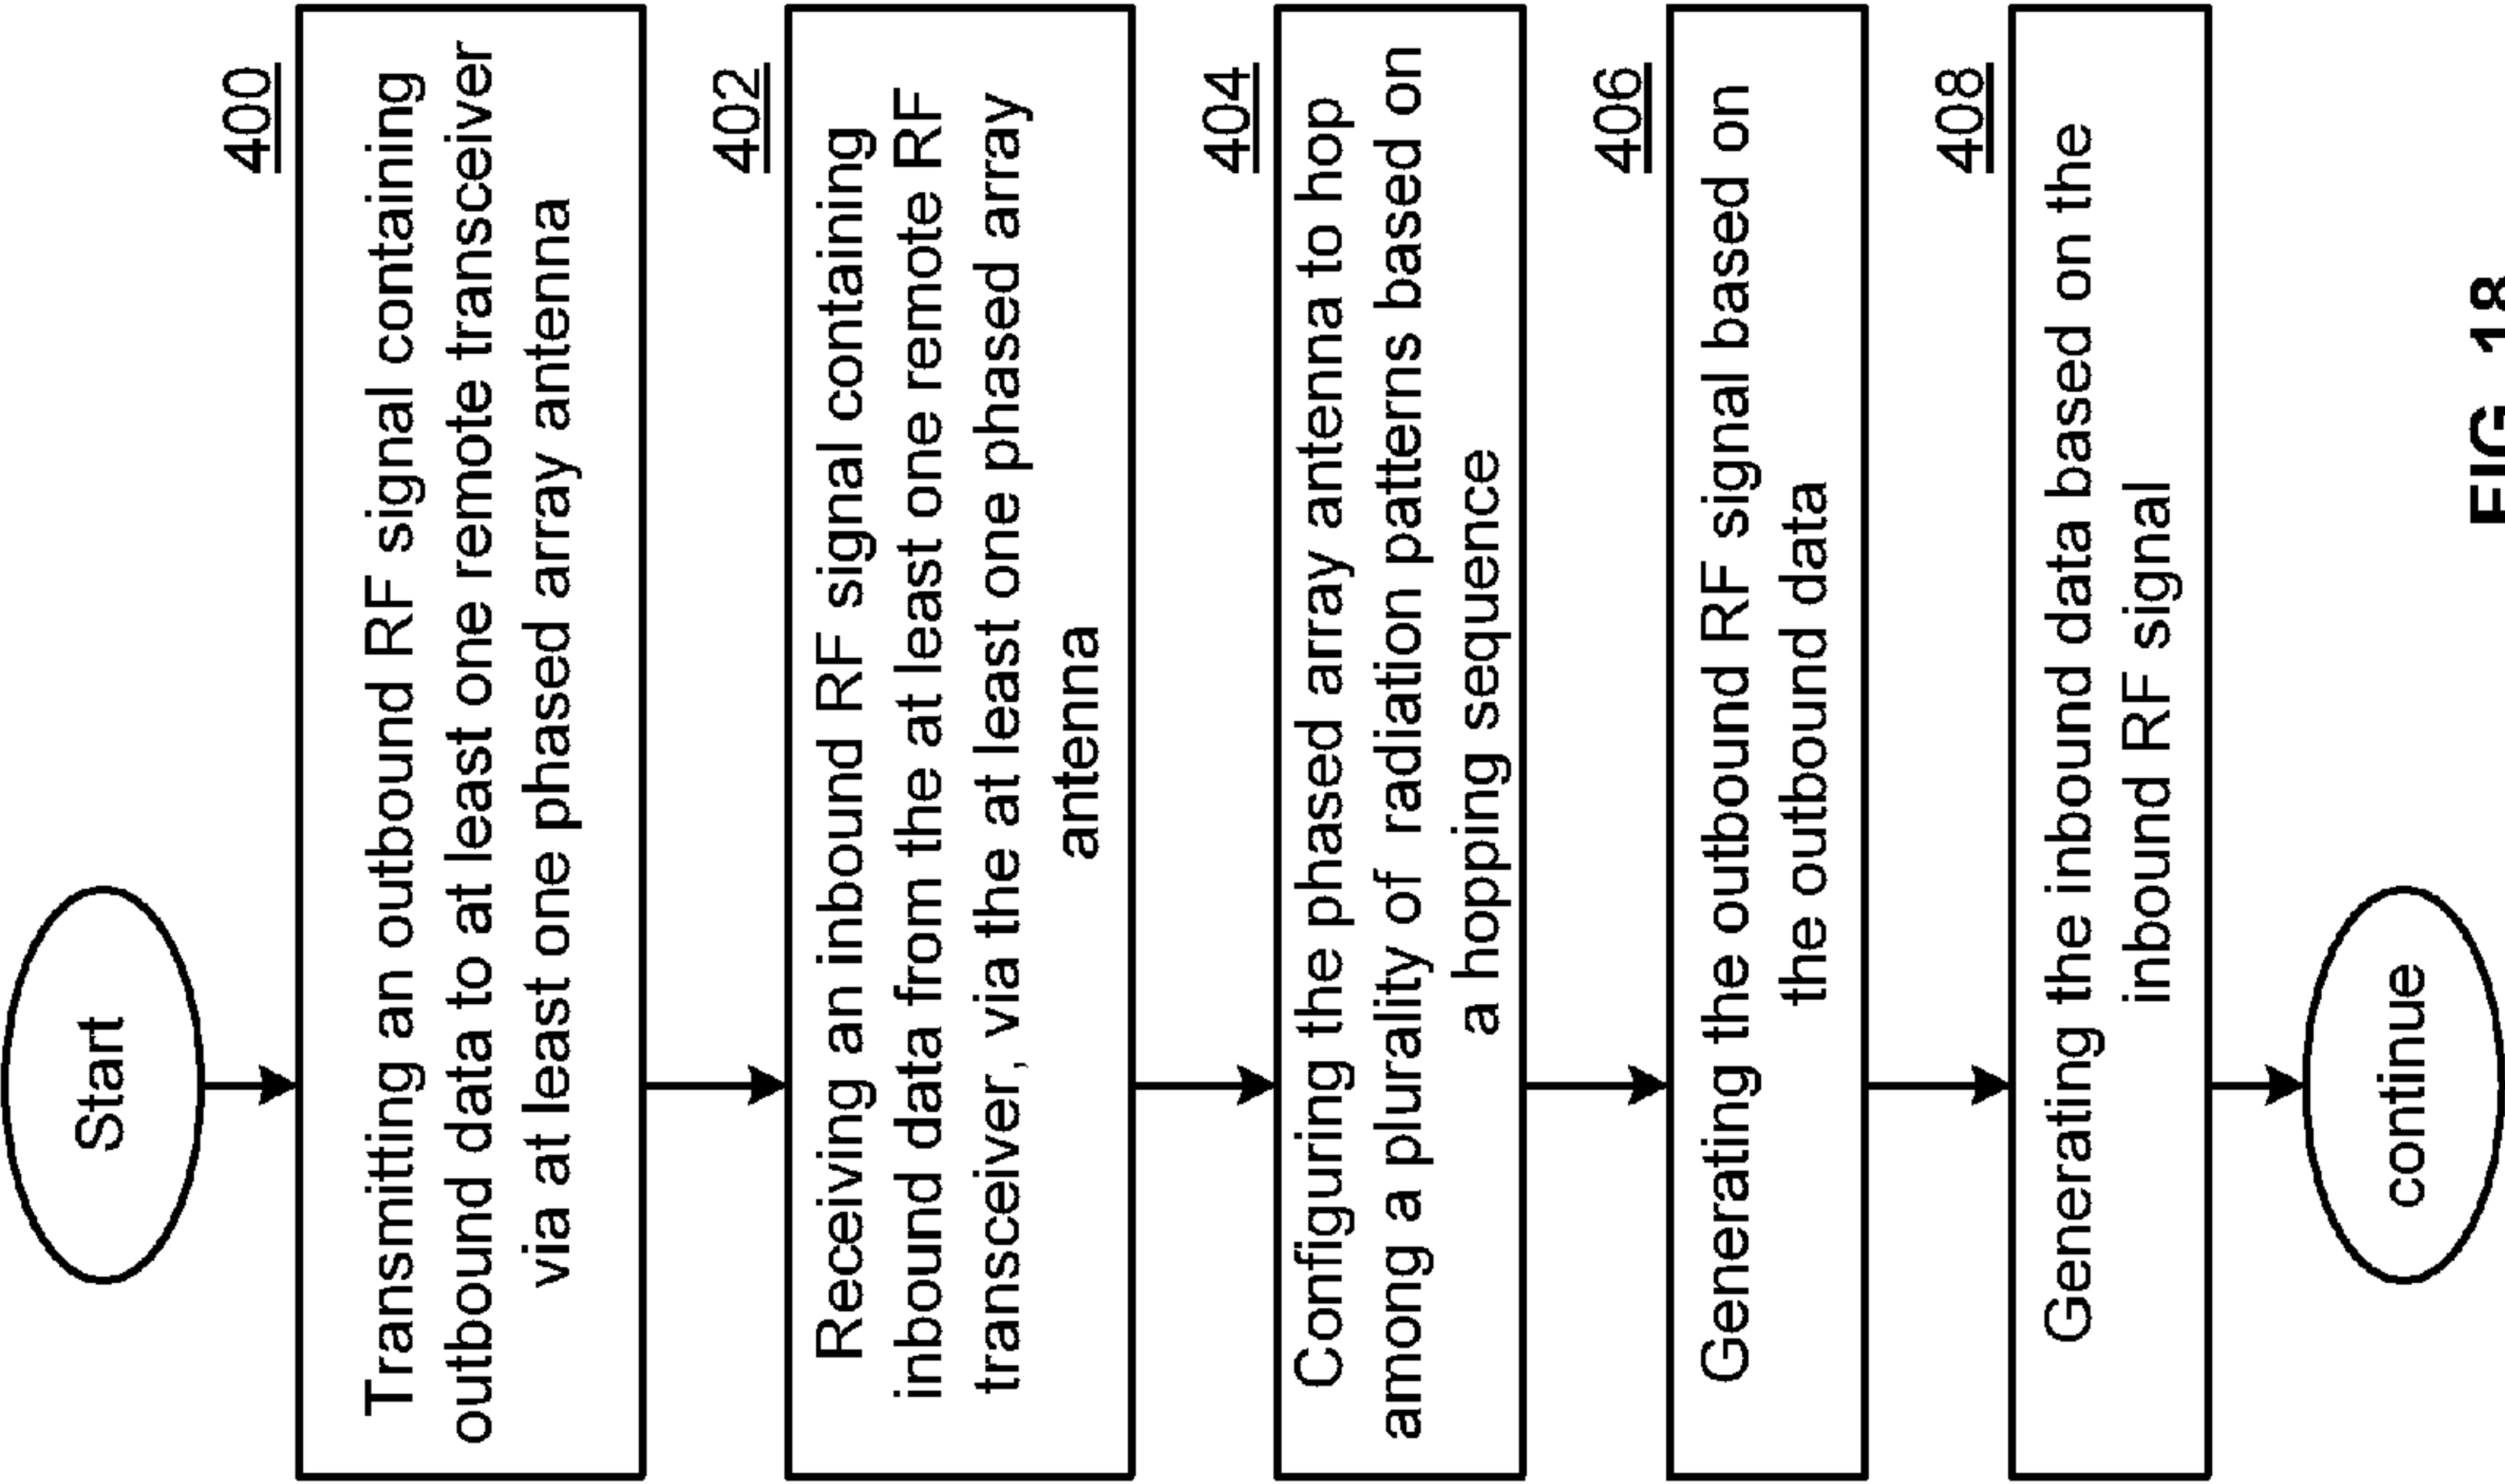 Start
400
Transmitting an outbound RF signal containing
outbound data to at least one remote transceiver
via at least one phased array antenna
402
Receiving an inbound RF signal containing
inbound data from the at least one remote RF
transceiver, via the at least one phased array
antenna
404
Configuring the phased array antenna to hop
among a plurality of radiation patterns based on
a hopping sequence
406
Generating the outbound RF signal based on
the outbound data
408
Generating the inbound data based on the
inbound RF signal
continue
FIG. 18